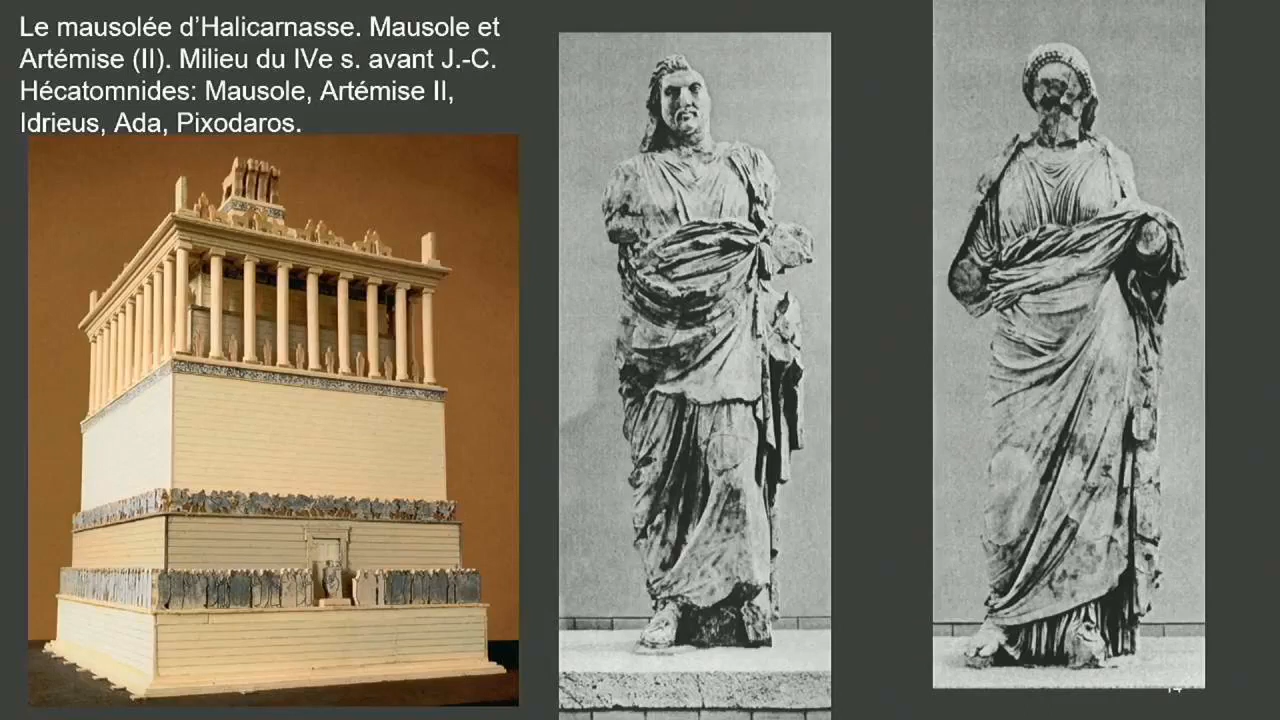 Le mausolée d’Halicarnasse. Mausole et
Artémise (II). Milieu du IVe s. avant J.-C.
Hécatomnides: Mausole, Artémise II,
Idrieus, Ada, Pixodaros.